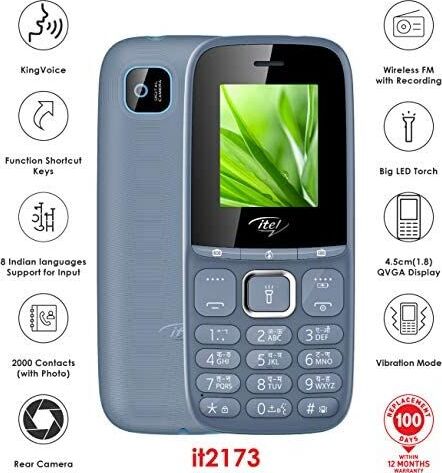 KingVoice
Function Shortcut
Keys
8 Indian languages
Support for Input
2000 Contacts
(with Photo)
Rear Camera
DIGITAL
CAMERA
itel
itel
1
2 ABC
3 DEF
4 GHI
5 JKL
6 MNO
7 PQRS
8 TUV
9 WXYZ
*
0
#
it2173
Wireless FM
with Recording
Big LED Torch
4.5cm(1.8)
QVGA Display
Vibration Mode
REPLACEMENT
100
DAYS
WITHIN
12 MONTHS
WARRANTY